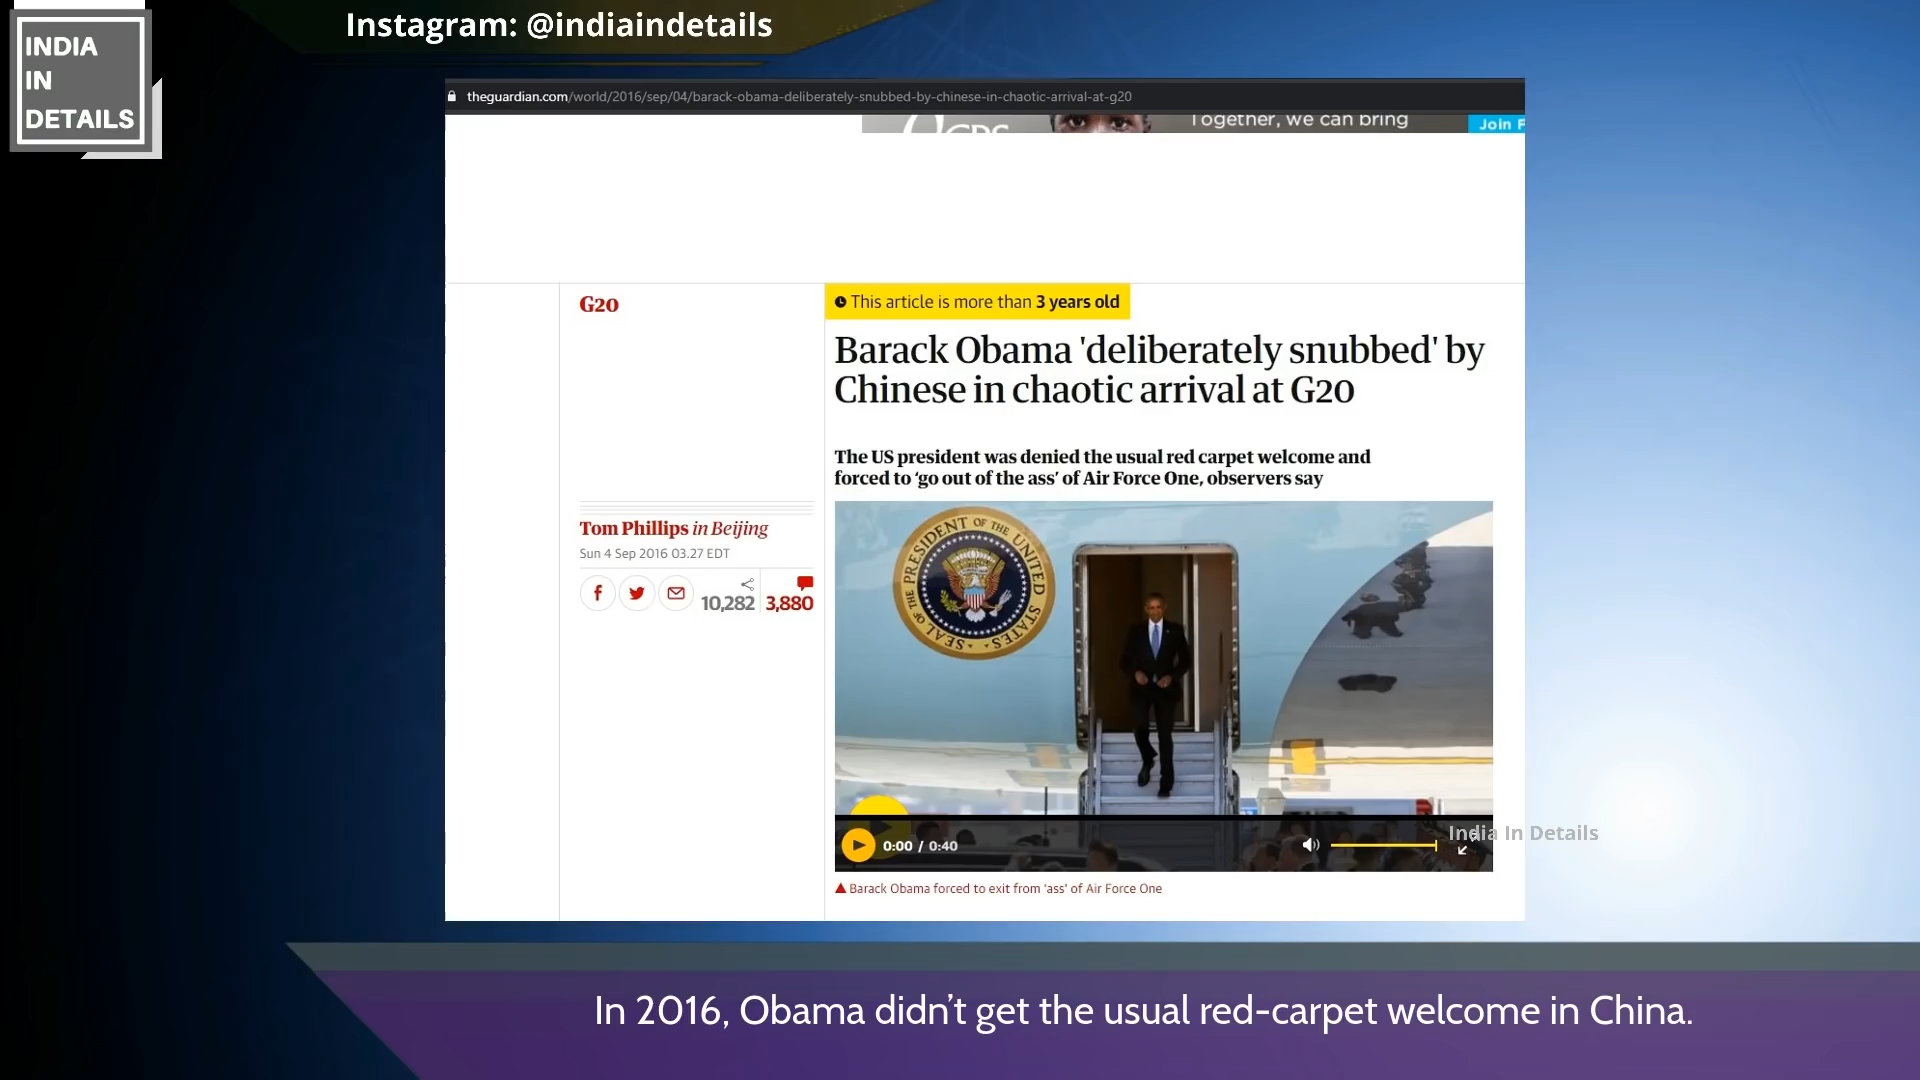 Instagram: @indiaindetails
INDIA
IN
DETAILS
theguardian.com/world/2016/sep/04/barack-obama-deliberately-snubbed-by-chinese-in-chaotic-arrival-at-g20
Together, we can bring
Join
G20
This article is more than 3 years old
Barack Obama 'deliberately snubbed' by
Chinese in chaotic arrival at G20
The US president was denied the usual red carpet welcome and
forced to ‘go out of the ass’ of Air Force One, observers say
Tom Phillips in Beijing
Sun 4 Sep 2016 03.27 EDT
10,282
3,880
SEAL OF THE PRESIDENT OF THE UNITED STATES
0:00 / 0:40
India In Details
Barack Obama forced to exit from ‘ass’ of Air Force One
In 2016, Obama didn’t get the usual red-carpet welcome in China.